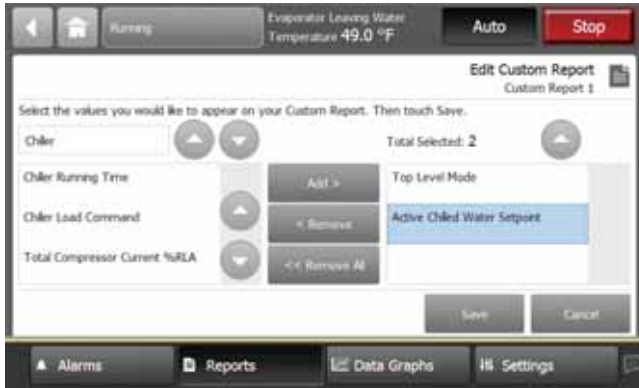 Running
Evaporator Leaving Water
Temperature 49.0 °F
Auto
Stop
Edit Custom Report
Custom Report 1
Select the values you would like to appear on your Custom Report. Then touch Save.
Chiller
Total Selected: 2
Chiller Running Time
Add >
Top Level Mode
Chiller Load Command
< Remove
Active Chilled Water Setpoint
Total Compressor Current %RLA
<< Remove All
Save
Cancel
Alarms
Reports
Data Graphs
Settings